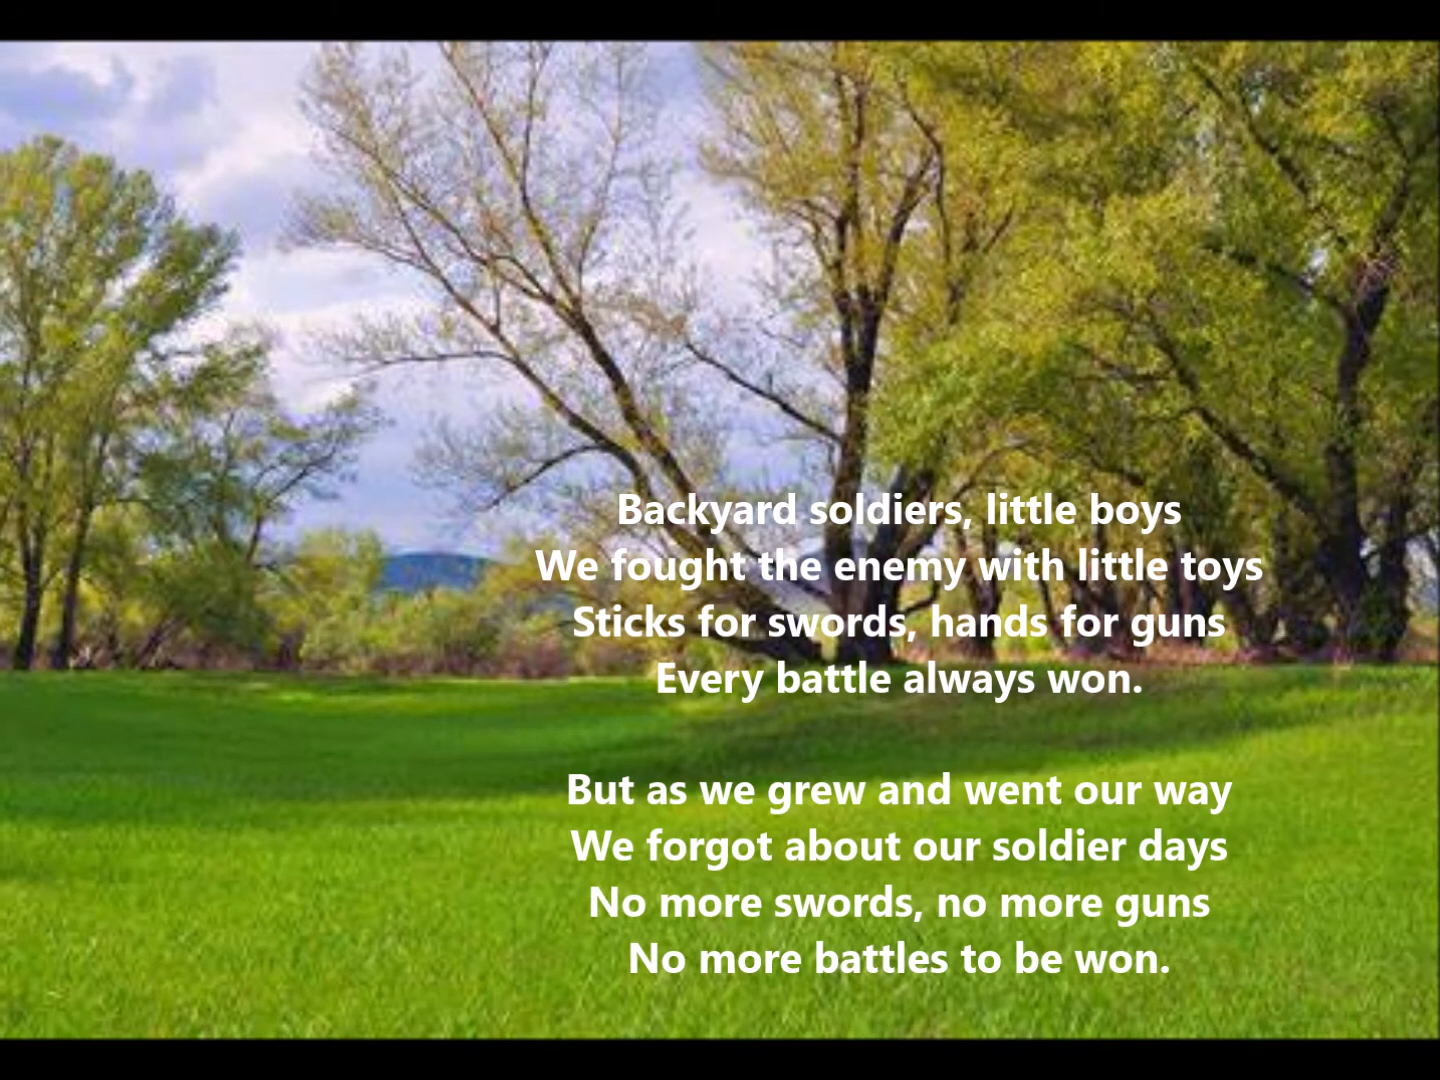 Backyard soldiers, little boys
We fought the enemy with little toys
Sticks for swords, hands for guns
Every battle always won.
But as we grew and went our way
We forgot about our soldier days
No more swords, no more guns
No more battles to be won.